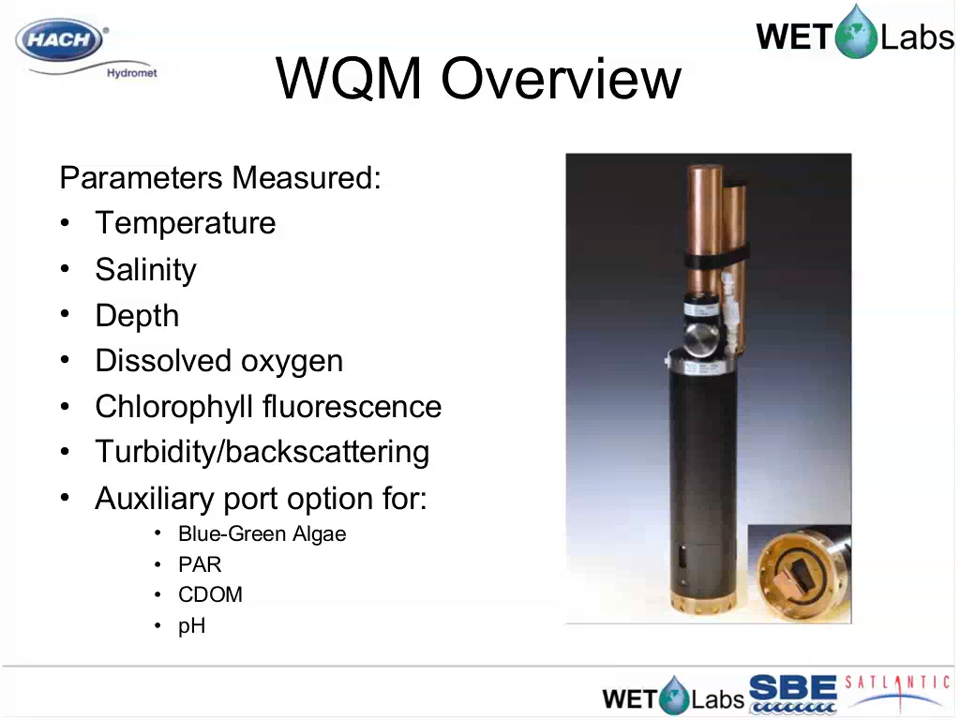 HACH
Hydromet
WET Labs
WQM Overview
Parameters Measured:
• Temperature
• Salinity
• Depth
• Dissolved oxygen
• Chlorophyll fluorescence
• Turbidity/backscattering
• Auxiliary port option for:
• Blue-Green Algae
• PAR
• CDOM
• pH
WET Labs SBE SATLANTIC